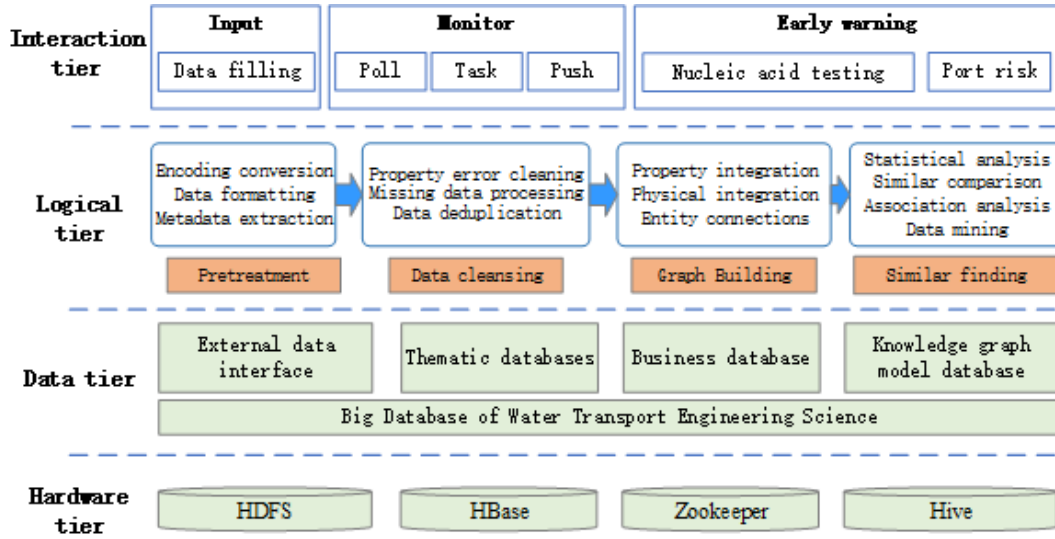 Interaction
tier
Input
Monitor
Early warning
Data filling
Poll
Task
Push
Nucleic acid testing
Port risk
Logical
tier
Encoding conversion
Data formatting
Metadata extraction
Property error cleaning
Missing data processing
Data deduplication
Property integration
Physical integration
Entity connections
Statistical analysis
Similar comparison
Association analysis
Data mining
Pretreatment
Data cleansing
Graph Building
Similar finding
Data tier
External data
interface
Thematic databases
Business database
Knowledge graph
model database
Big Database of Water Transport Engineering Science
Hardware
tier
HDFS
HBase
Zookeeper
Hive